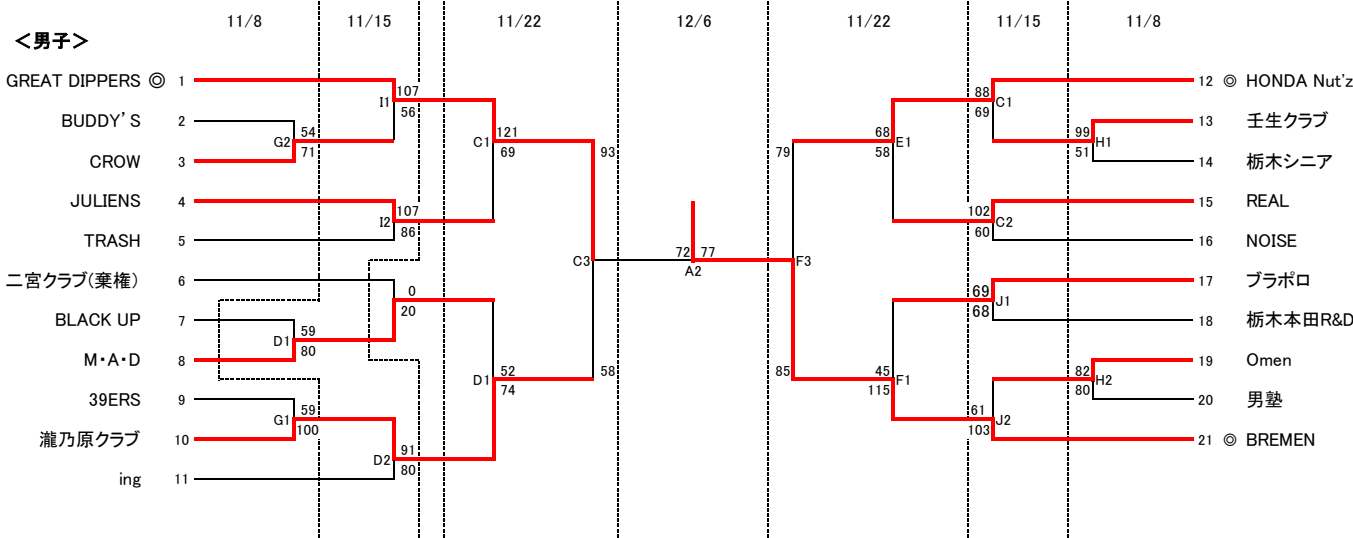 11/8 11/15 11/22 12/6 11/22 11/15 11/8
＜男子＞
GREAT DIPPERS ◎ 1
BUDDY'S 2
CROW 3
JULIENS 4
TRASH 5
二宮クラブ(棄権) 6
BLACK UP 7
M・A・D 8
39ERS 9
瀧乃原クラブ 10
ing 11
G2 54 71
D1 59 80
G1 59 100
I1 107 56
I2 107 86
0 20
D2 91 80
C1 121 69
D1 52 74
C3 93 58
72 77
A2
F3 79 85
E1 68 58
F1 45 115
C1 88 69
C2 102 60
J1 69 68
J2 61 103
H1 99 51
H2 82 80
12 ◎ HONDA Nut'z
13 壬生クラブ
14 栃木シニア
15 REAL
16 NOISE
17 ブラポロ
18 栃木本田R&D
19 Omen
20 男塾
21 ◎ BREMEN